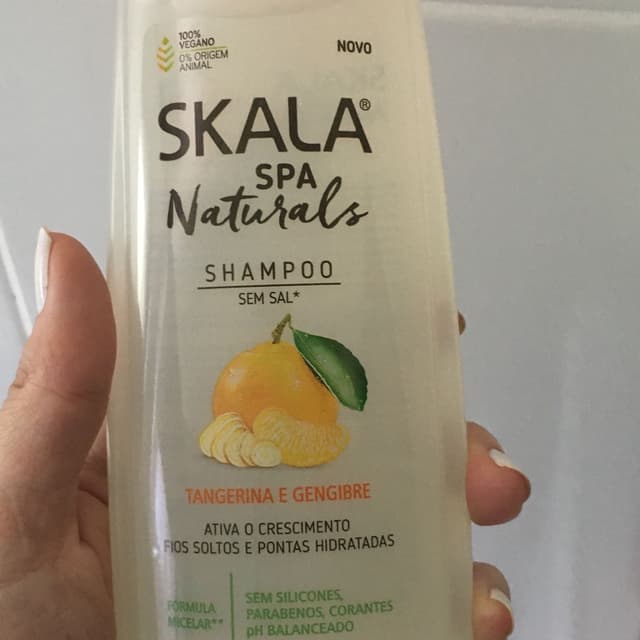 100%
VEGANO
0% ORIGEM
ANIMAL
NOVO
SKALA®
SPA
Naturals
SHAMPOO
SEM SAL*
TANGERINA E GENGIBRE
ATIVA O CRESCIMENTO
FIOS SOLTOS E PONTAS HIDRATADAS
FÓRMULA
MICELAR**
SEM SILICONES,
PARABENOS, CORANTES
pH BALANCEADO